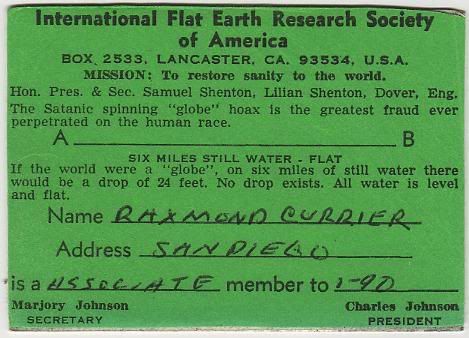 International Flat Earth Research Society
of America
BOX 2533, LANCASTER, CA. 93534, U.S.A.
MISSION: To restore sanity to the world.
Hon. Pres. & Sec. Samuel Shenton, Lilian Shenton, Dover, Eng.
The Satanic spinning "globe" hoax is the greatest fraud ever
perpetrated on the human race.
A B
SIX MILES STILL WATER - FLAT
If the world were a "globe", on six miles of still water there
would be a drop of 24 feet. No drop exists. All water is level
and flat.
Name RAYMOND CURRIER
Address SAN DIEGO
is a ASSOCIATE member to 1-90
Marjory Johnson Charles Johnson
SECRETARY PRESIDENT